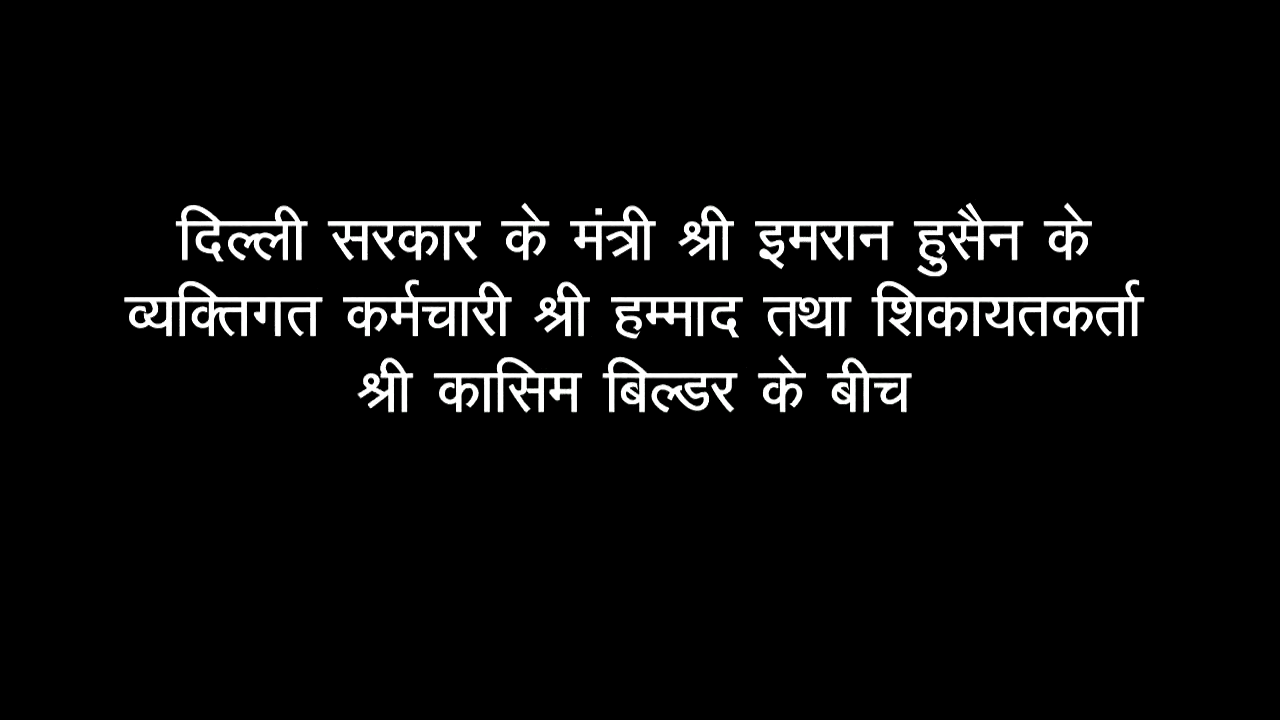 दिल्ली सरकार के मंत्री श्री इमरान हुसैन के
व्यक्तिगत कर्मचारी श्री हम्माद तथा शिकायतकर्ता
श्री कासिम बिल्डर के बीच